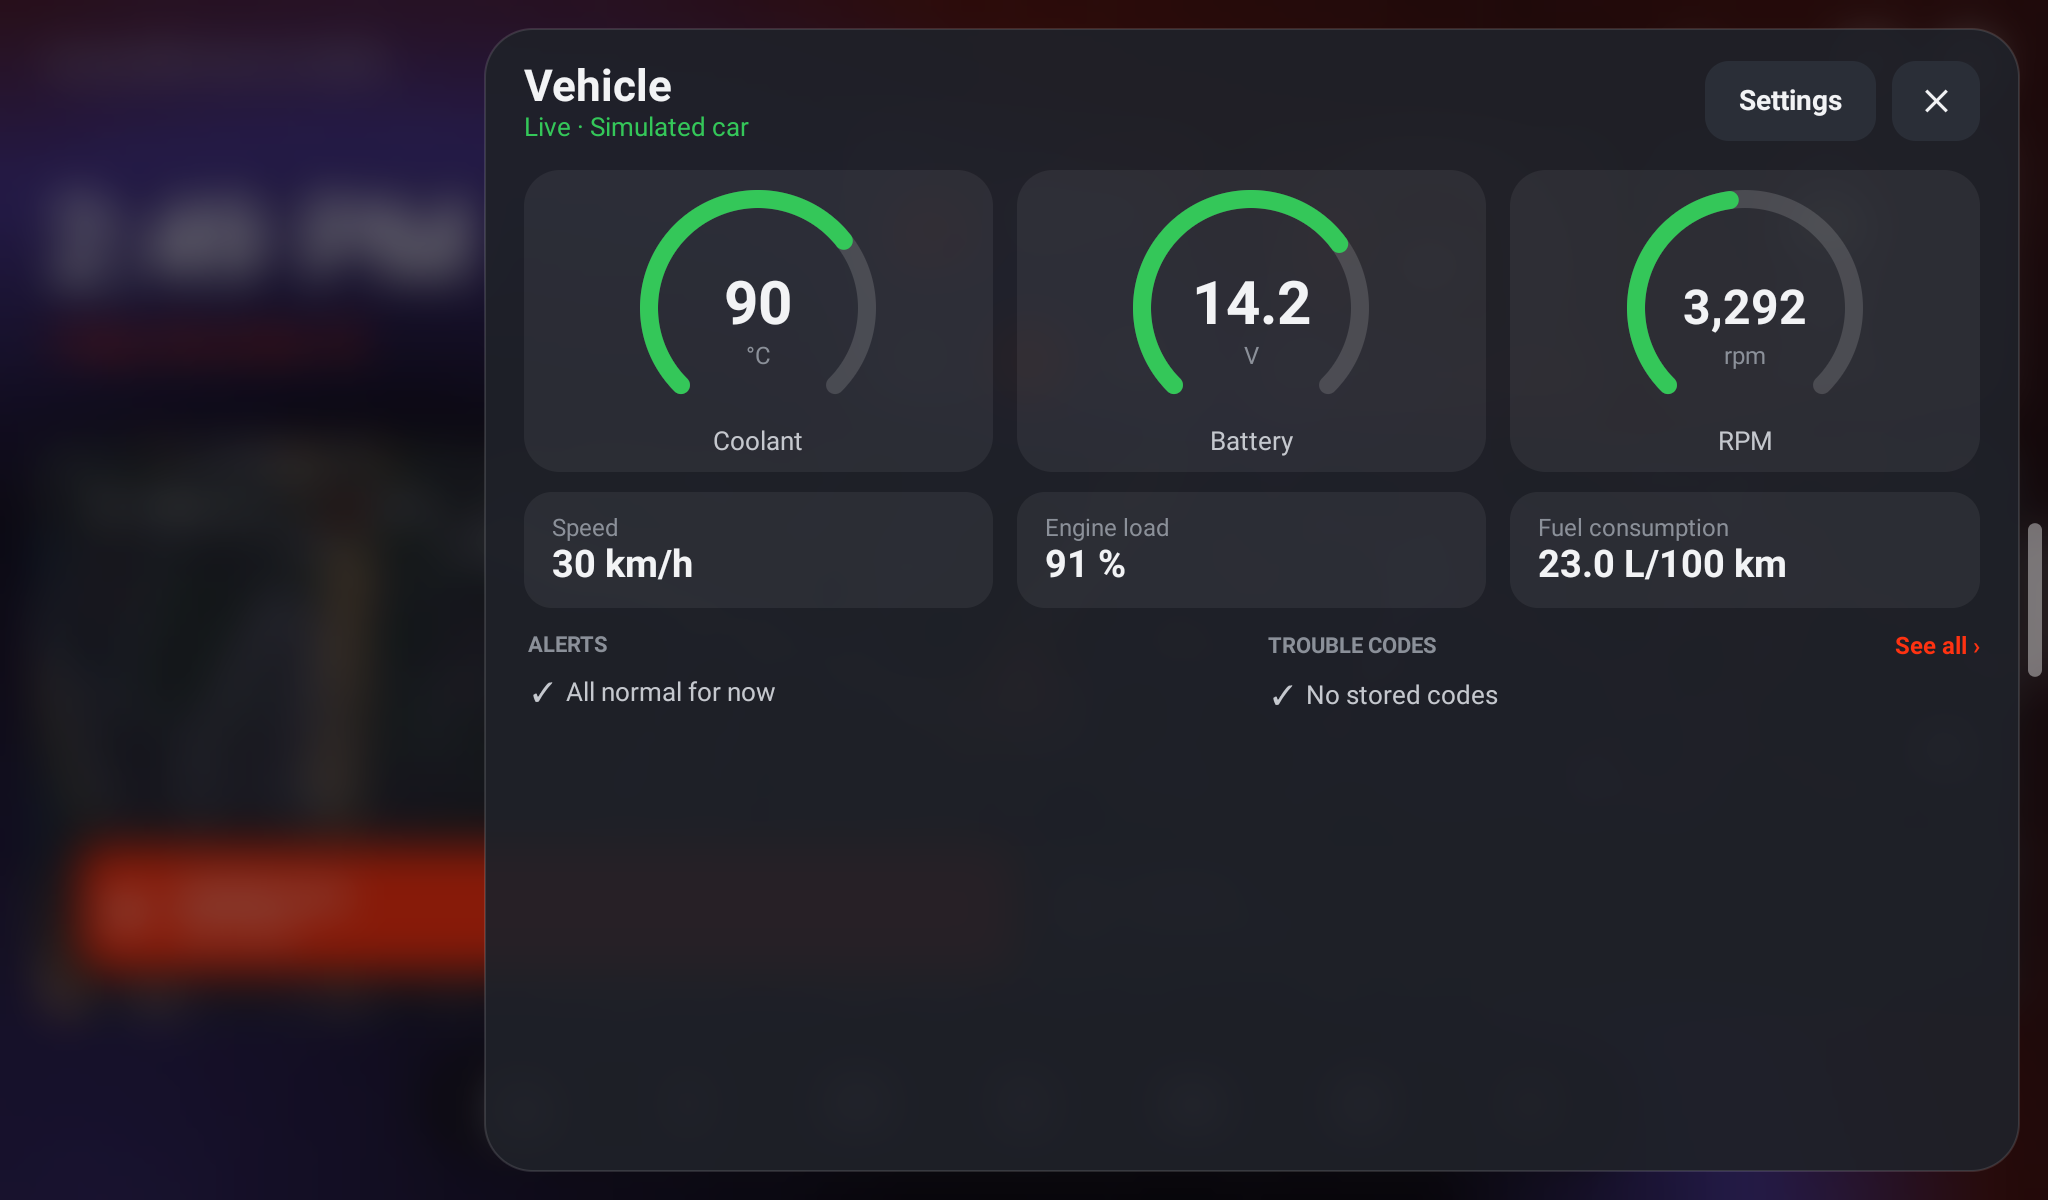 Vehicle
Live · Simulated car
Settings
90
°C
Coolant
14.2
V
Battery
3,292
rpm
RPM
Speed
30 km/h
Engine load
91 %
Fuel consumption
23.0 L/100 km
ALERTS
✓ All normal for now
TROUBLE CODES
See all ›
✓ No stored codes